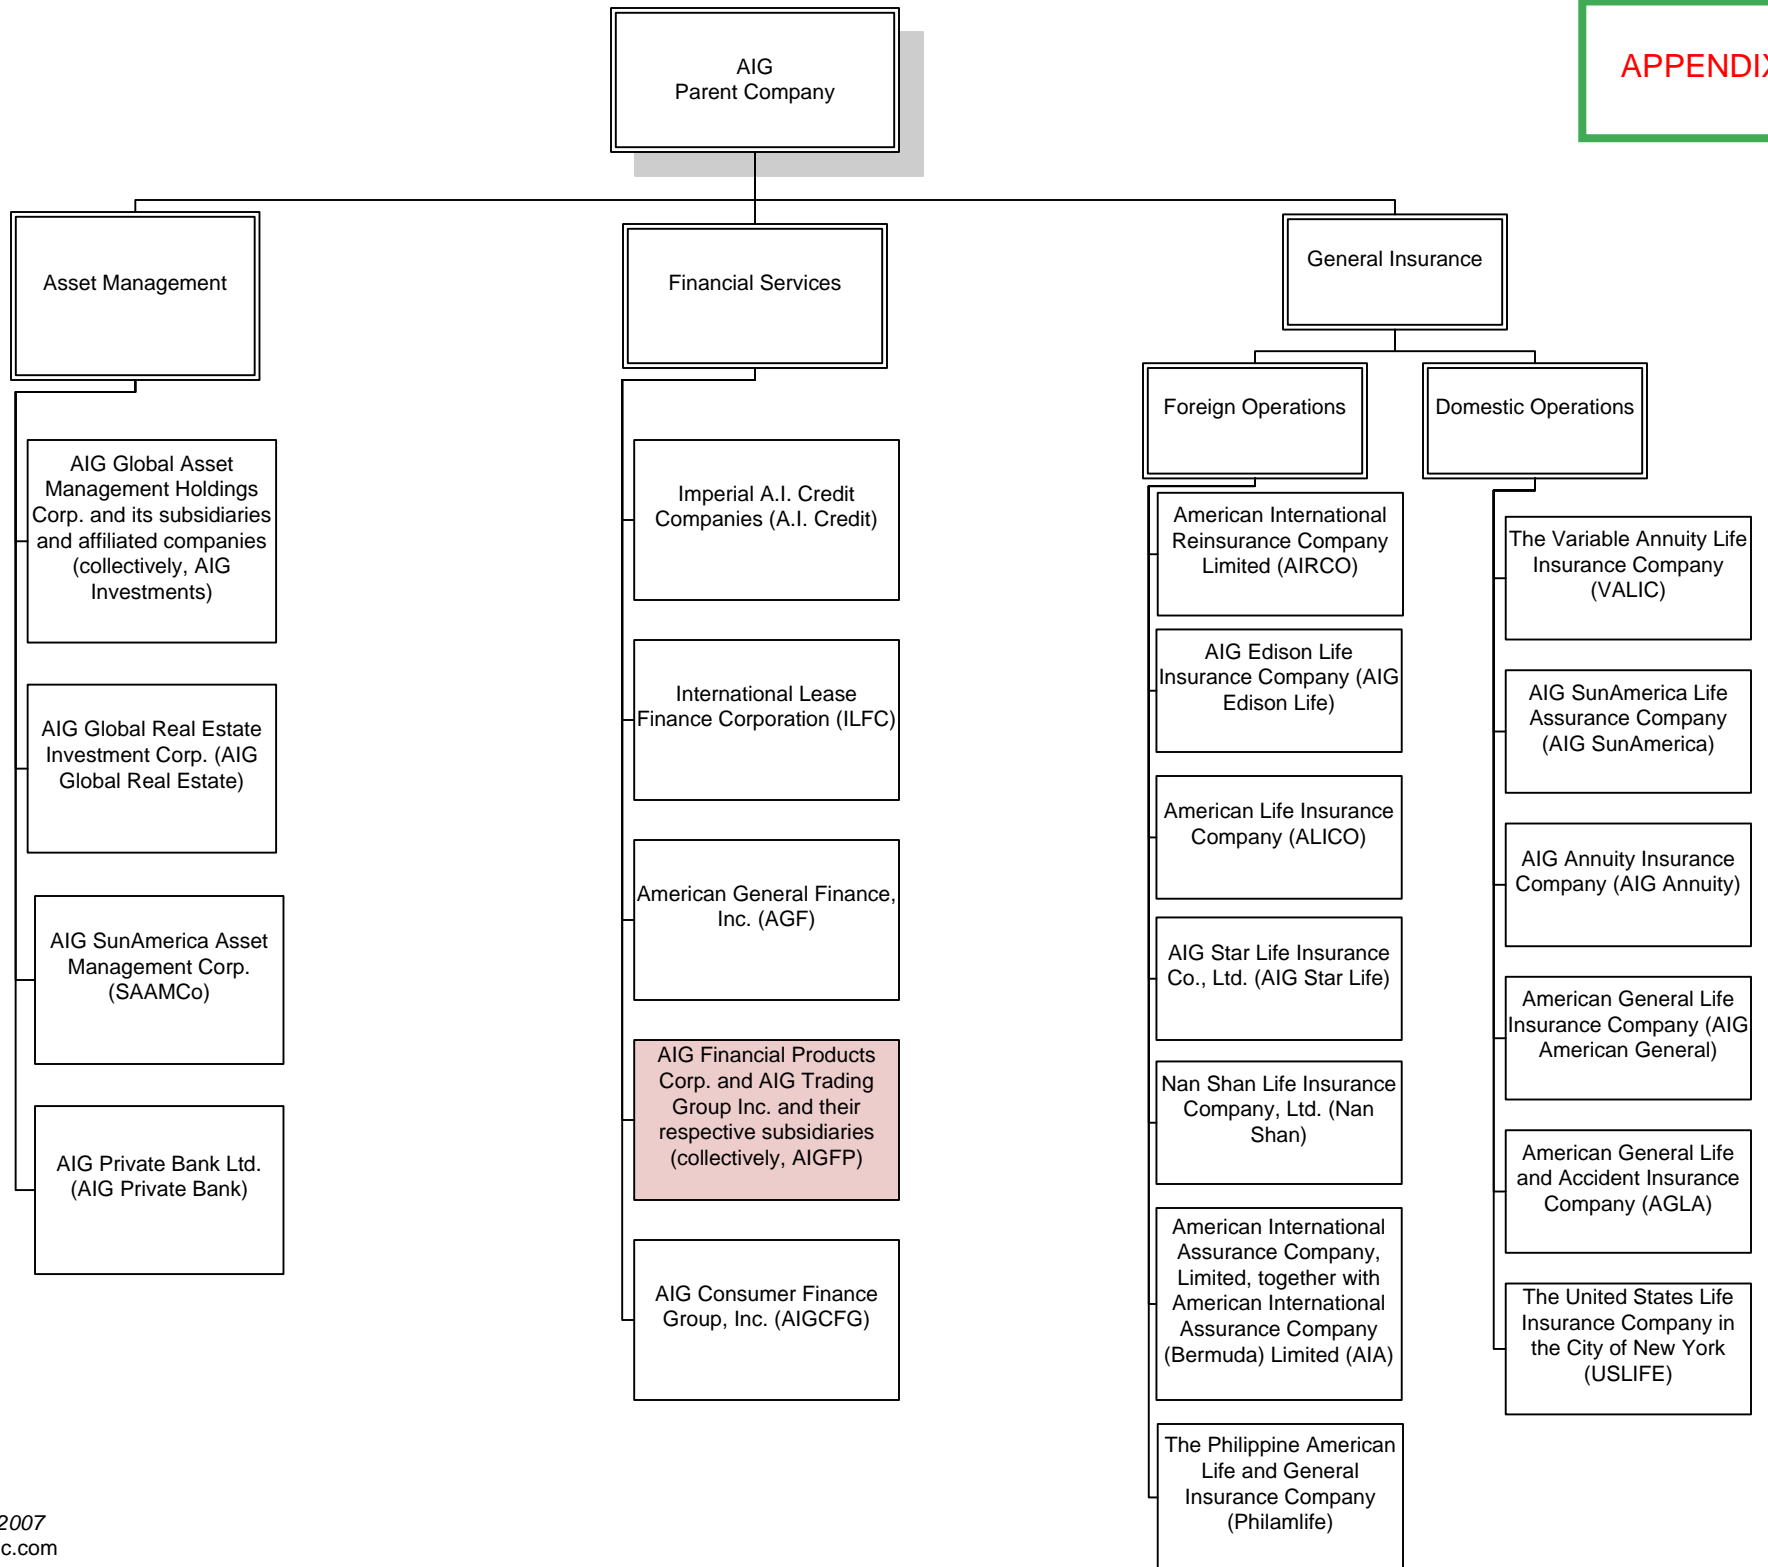 AIG
Parent Company
APPENDIX
Asset Management
Financial Services
General Insurance
Foreign Operations
Domestic Operations
AIG Global Asset
Management Holdings
Corp. and its subsidiaries
and affiliated companies
(collectively, AIG
Investments)
AIG Global Real Estate
Investment Corp. (AIG
Global Real Estate)
AIG SunAmerica Asset
Management Corp.
(SAAMCo)
AIG Private Bank Ltd.
(AIG Private Bank)
Imperial A.I. Credit
Companies (A.I. Credit)
International Lease
Finance Corporation (ILFC)
American General Finance,
Inc. (AGF)
AIG Financial Products
Corp. and AIG Trading
Group Inc. and their
respective subsidiaries
(collectively, AIGFP)
AIG Consumer Finance
Group, Inc. (AIGCFG)
American International
Reinsurance Company
Limited (AIRCO)
AIG Edison Life
Insurance Company (AIG
Edison Life)
American Life Insurance
Company (ALICO)
AIG Star Life Insurance
Co., Ltd. (AIG Star Life)
Nan Shan Life Insurance
Company, Ltd. (Nan
Shan)
American International
Assurance Company,
Limited, together with
American International
Assurance Company
(Bermuda) Limited (AIA)
The Philippine American
Life and General
Insurance Company
(Philamlife)
The Variable Annuity Life
Insurance Company
(VALIC)
AIG SunAmerica Life
Assurance Company
(AIG SunAmerica)
AIG Annuity Insurance
Company (AIG Annuity)
American General Life
Insurance Company (AIG
American General)
American General Life
and Accident Insurance
Company (AGLA)
The United States Life
Insurance Company in
the City of New York
(USLIFE)
2007
c.com